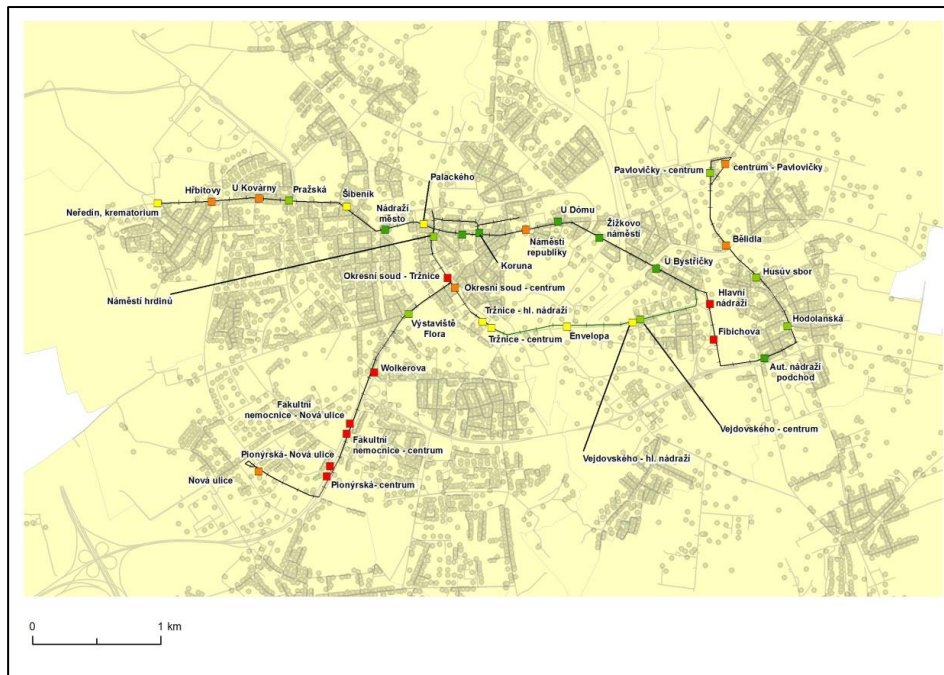 Pavlovičky - centrum
centrum - Pavlovičky
Palackého
Hřbitovy
U Kovárny
Pražská
Šibeník
Neředín, krematorium
Nádraží
město
U Dómu
Žižkovo
náměstí
Náměstí
republiky
Koruna
Bělidla
U Bystřičky
Husův sbor
Okresní soud - Tržnice
Okresní soud - centrum
Náměstí hrdinů
Hlavní
nádraží
Tržnice - hl. nádraží
Tržnice - centrum
Envelopa
Výstaviště
Flora
Hodolanská
Fibichova
Aut. nádraží
podchod
Wolkerova
Fakultní
nemocnice - Nová ulice
Fakultní
nemocnice - centrum
Vejdovského - centrum
Vejdovského - hl. nádraží
Pionýrská- Nová ulice
Nová ulice
Pionýrská- centrum
0 1 km